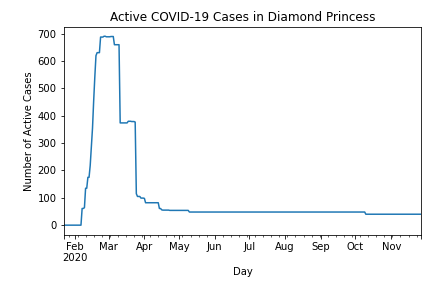 Active COVID-19 Cases in Diamond Princess
Number of Active Cases
700
600
500
400
300
200
100
0
Feb Mar Apr May Jun Jul Aug Sep Oct Nov
2020
Day